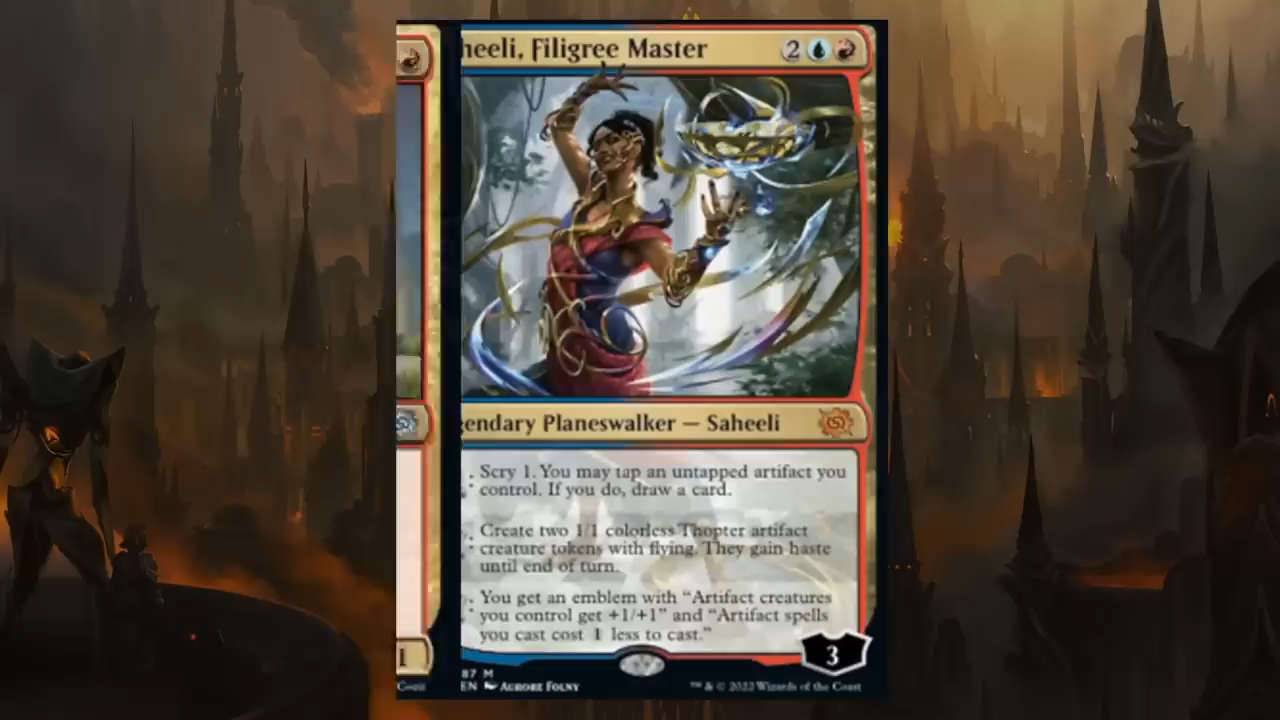 heeli, Filigree Master 2
gendary Planeswalker — Saheeli
Scry 1. You may tap an untapped artifact you
control. If you do, draw a card.
Create two 1/1 colorless Thopter artifact
creature tokens with flying. They gain haste
until end of turn.
You get an emblem with “Artifact creatures
you control get +1/+1” and “Artifact spells
you cast cost 1 less to cast.”
3
1
87 M
EN AURORE FOLNY ™ & © 2022 Wizards of the Coast
Coast